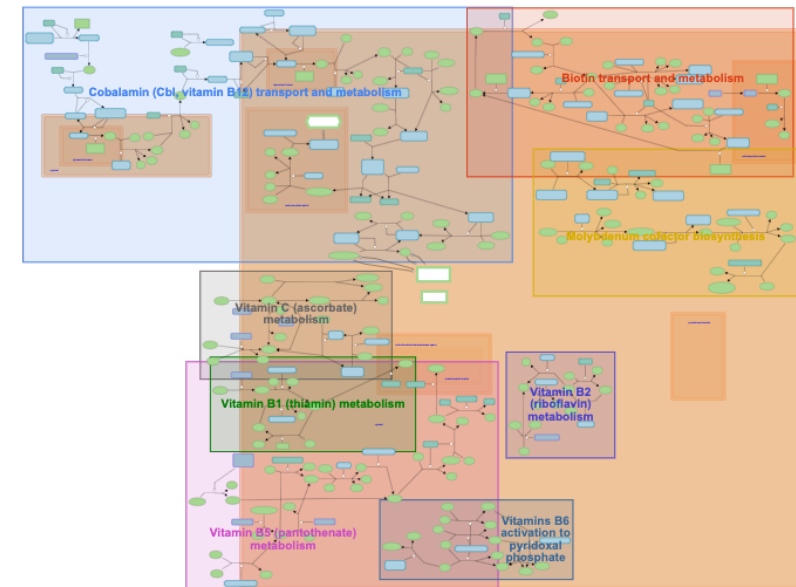 Cobalamin (Cbl, vitamin B12) transport and metabolism
Biotin transport and metabolism
Molybdenum cofactor biosynthesis
Vitamin C (ascorbate)
metabolism
Vitamin B1 (thiamin) metabolism
Vitamin B2
(riboflavin)
metabolism
Vitamin B5 (pantothenate)
metabolism
Vitamins B6
activation to
pyridoxal
phosphate